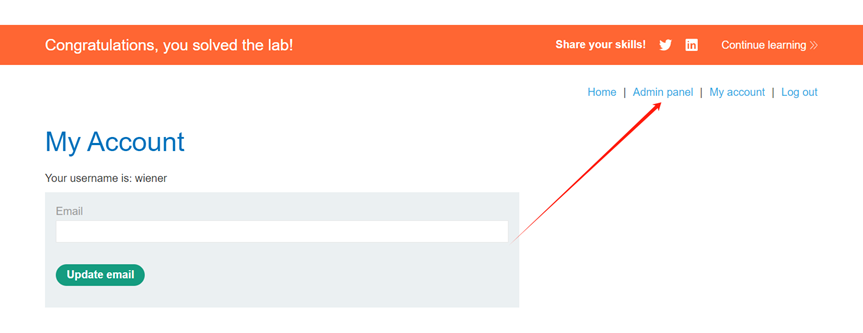 Congratulations, you solved the lab!
Share your skills!
Continue learning
Home | Admin panel | My account | Log out
My Account
Your username is: wiener
Email
Update email